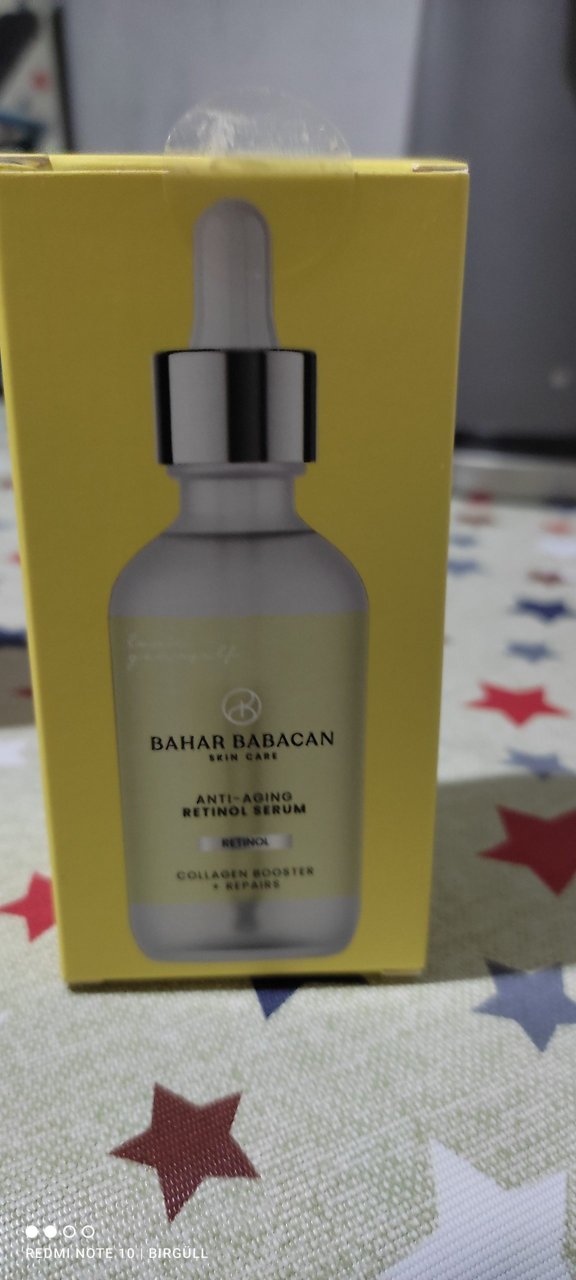 BAHAR BABACAN
SKIN CARE
ANTI-AGING
RETINOL SERUM
RETINOL
COLLAGEN BOOSTER
+ REPAIRS
REDMI NOTE 10 | BIRGÜLL